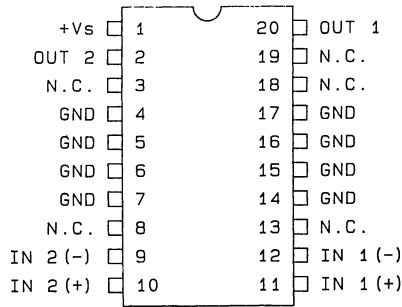 +Vs 1 20 OUT 1
OUT 2 2 19 N.C.
N.C. 3 18 N.C.
GND 4 17 GND
GND 5 16 GND
GND 6 15 GND
GND 7 14 GND
N.C. 8 13 N.C.
IN 2(-) 9 12 IN 1(-)
IN 2(+) 10 11 IN 1(+)